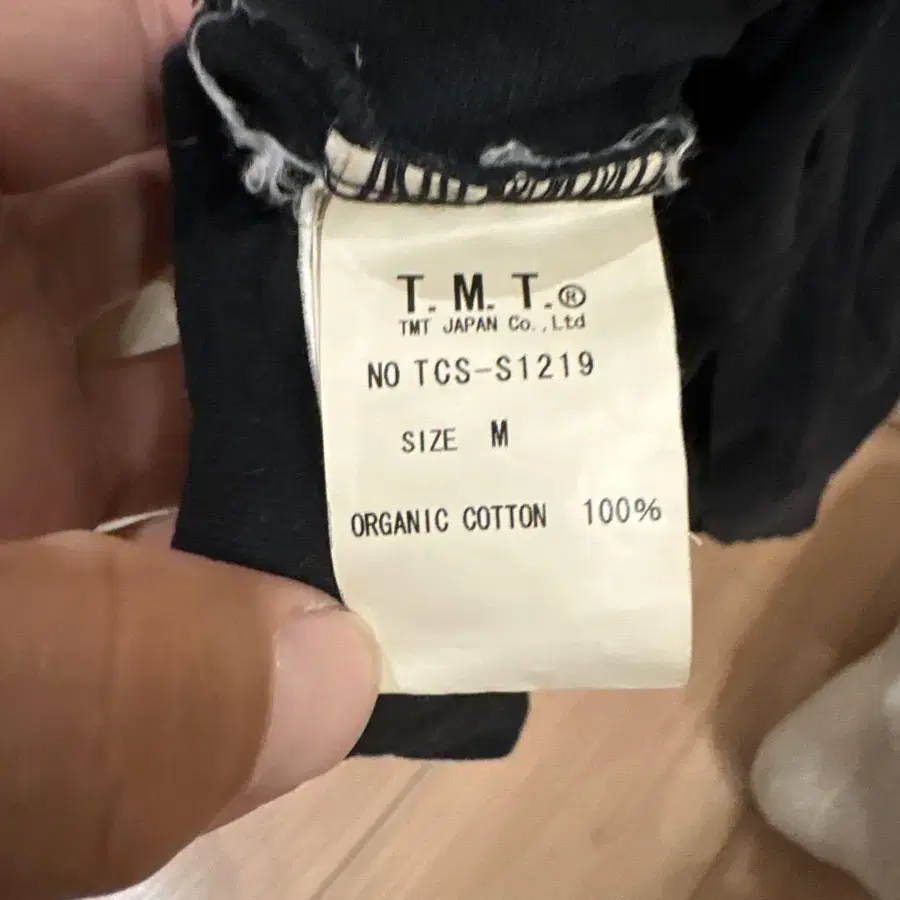 T.M.T.®
TMT JAPAN Co.,Ltd
NO TCS-S1219
SIZE M
ORGANIC COTTON 100%